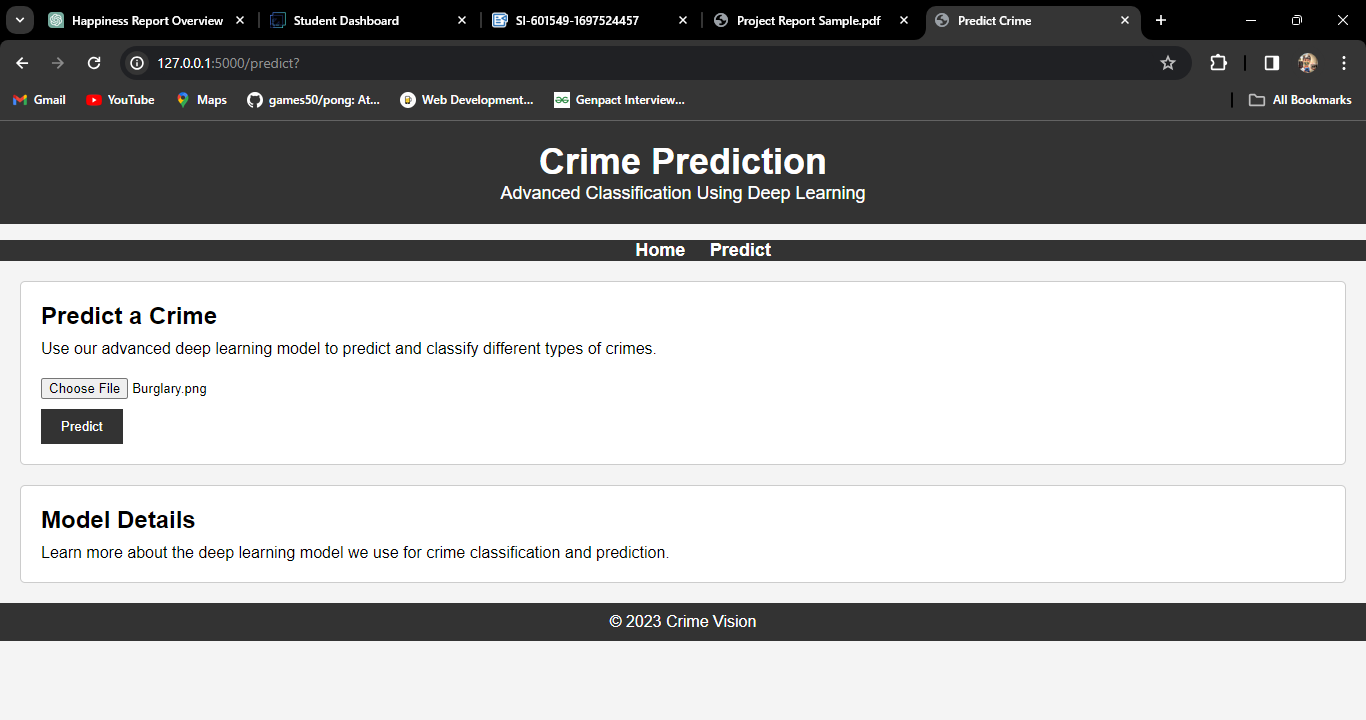 Happiness Report Overview
Student Dashboard
SI-601549-1697524457
Project Report Sample.pdf
Predict Crime
127.0.0.1:5000/predict?
Gmail
YouTube
Maps
games50/pong: At...
Web Development...
Genpact Interview...
All Bookmarks
Crime Prediction
Advanced Classification Using Deep Learning
Home Predict
Predict a Crime
Use our advanced deep learning model to predict and classify different types of crimes.
Choose File Burglary.png
Predict
Model Details
Learn more about the deep learning model we use for crime classification and prediction.
© 2023 Crime Vision